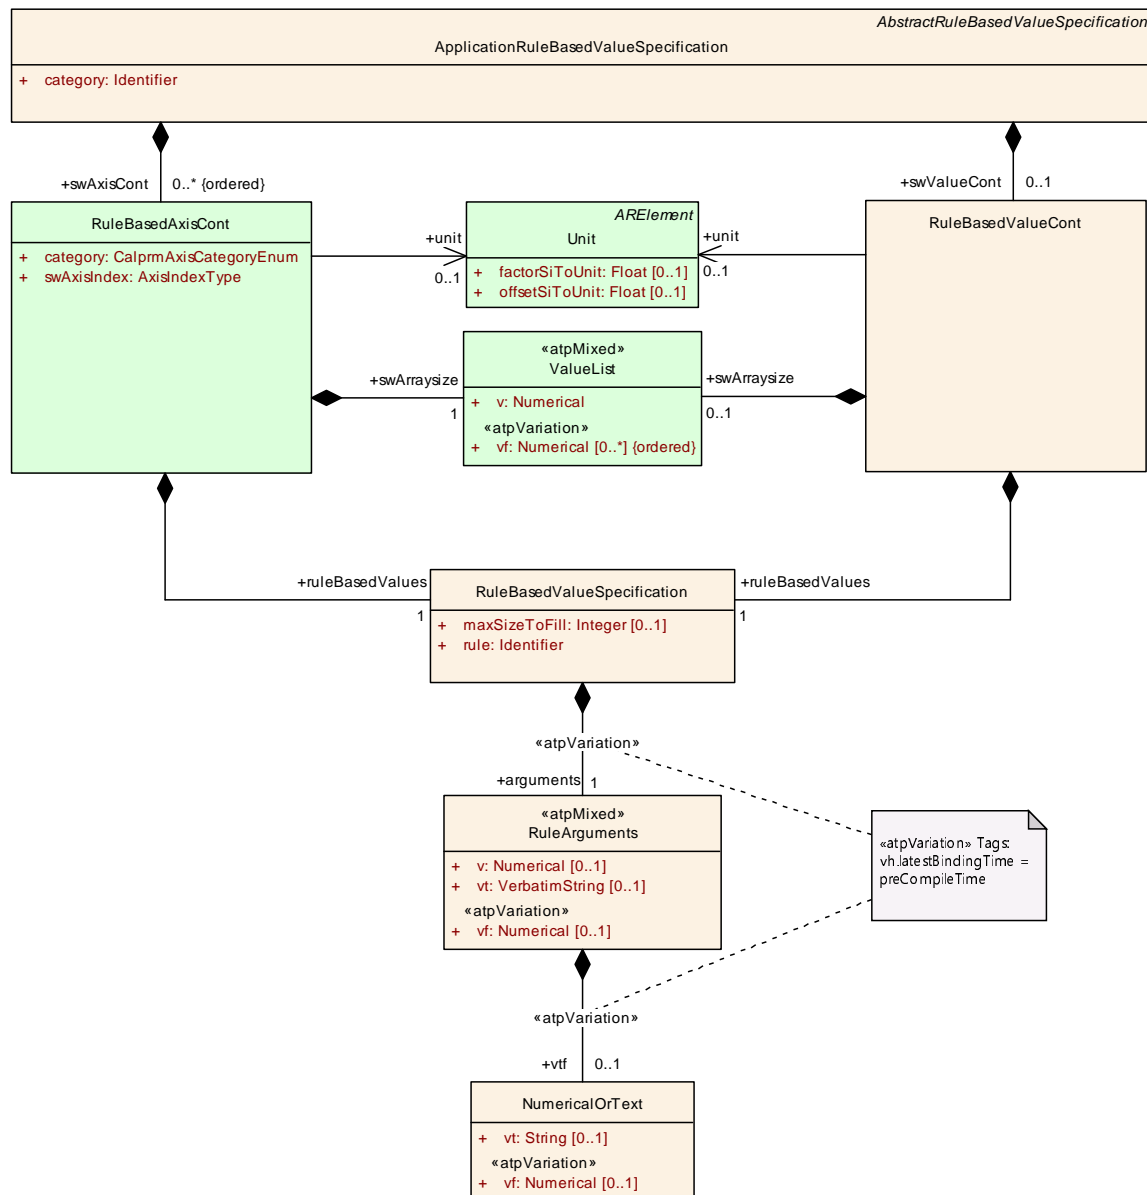 AbstractRuleBasedValueSpecification
ApplicationRuleBasedValueSpecification
+ category: Identifier
+swAxisCont 0..* {ordered}
+swValueCont 0..1
RuleBasedAxisCont
+ category: CalprmAxisCategoryEnum
+ swAxisIndex: AxisIndexType
+unit
0..1
ARElement
Unit
+ factorSiToUnit: Float [0..1]
+ offsetSiToUnit: Float [0..1]
+unit
0..1
RuleBasedValueCont
+swArraysize
1
«atpMixed»
ValueList
+ v: Numerical
«atpVariation»
+ vf: Numerical [0..*] {ordered}
+swArraysize
0..1
+ruleBasedValues
1
RuleBasedValueSpecification
+ maxSizeToFill: Integer [0..1]
+ rule: Identifier
+ruleBasedValues
1
«atpVariation»
+arguments 1
«atpMixed»
RuleArguments
+ v: Numerical [0..1]
+ vt: VerbatimString [0..1]
«atpVariation»
+ vf: Numerical [0..1]
«atpVariation» Tags:
vh.latestBindingTime =
preCompileTime
«atpVariation»
+vtf 0..1
NumericalOrText
+ vt: String [0..1]
«atpVariation»
+ vf: Numerical [0..1]